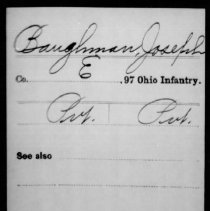 Baughman, Joseph
Co. E, 97 Ohio Infantry.
Pvt. Pvt.
See also